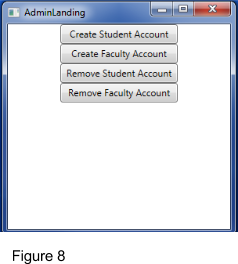 AdminLanding
Create Student Account
Create Faculty Account
Remove Student Account
Remove Faculty Account
Figure 8